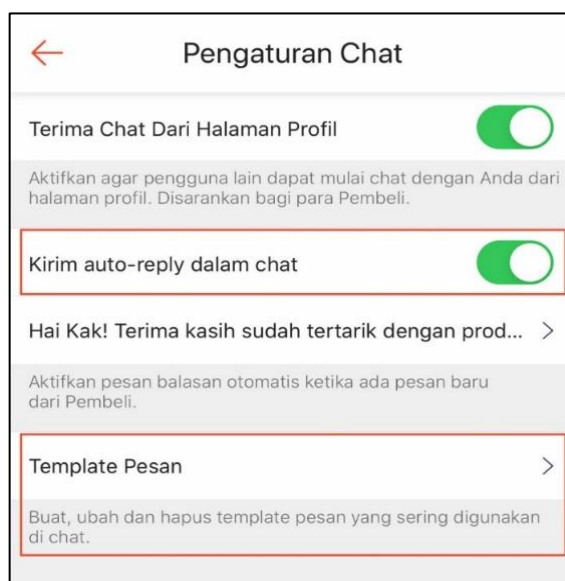 Pengaturan Chat
Terima Chat Dari Halaman Profil
Aktifkan agar pengguna lain dapat mulai chat dengan Anda dari
halaman profil. Disarankan bagi para Pembeli.
Kirim auto-reply dalam chat
Hai Kak! Terima kasih sudah tertarik dengan prod...
Aktifkan pesan balasan otomatis ketika ada pesan baru
dari Pembeli.
Template Pesan
Buat, ubah dan hapus template pesan yang sering digunakan
di chat.